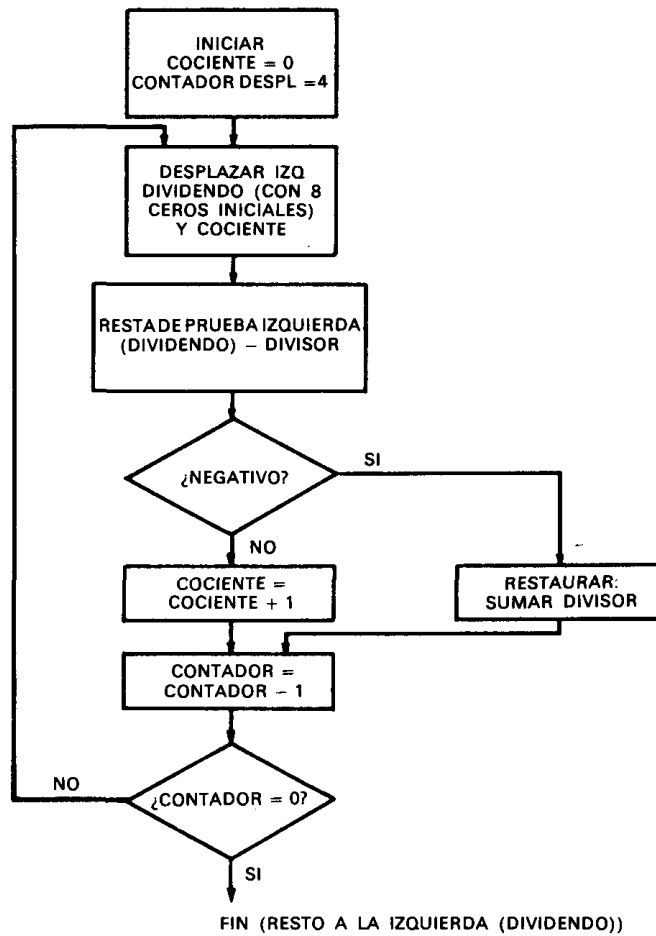 INICIAR
COCIENTE = 0
CONTADOR DESPL =4
DESPLAZAR IZQ
DIVIDENDO (CON 8
CEROS INICIALES)
Y COCIENTE
RESTA DE PRUEBA IZQUIERDA
(DIVIDENDO) – DIVISOR
¿NEGATIVO?
SI
NO
COCIENTE =
COCIENTE + 1
RESTAURAR:
SUMAR DIVISOR
CONTADOR =
CONTADOR – 1
NO
¿CONTADOR = 0?
SI
FIN (RESTO A LA IZQUIERDA (DIVIDENDO))